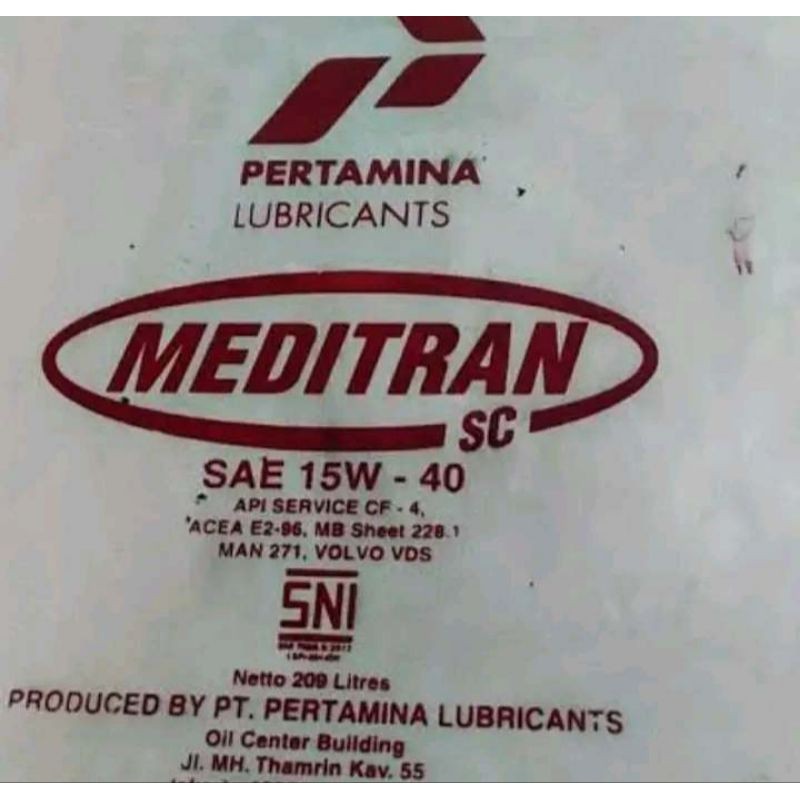 PERTAMINA
LUBRICANTS
MEDITRAN
SC
SAE 15W - 40
API SERVICE CF - 4,
ACEA E2-96, MB Sheet 228.1
MAN 271, VOLVO VDS
SNI
Netto 209 Litres
PRODUCED BY PT. PERTAMINA LUBRICANTS
Oil Center Building
Jl. MH. Thamrin Kav. 55